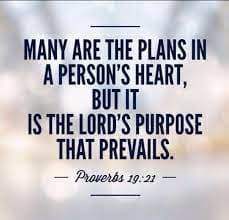 MANY ARE THE PLANS IN
A PERSON'S HEART,
BUT IT
IS THE LORD'S PURPOSE
THAT PREVAILS.
— Proverbs 19:21 —